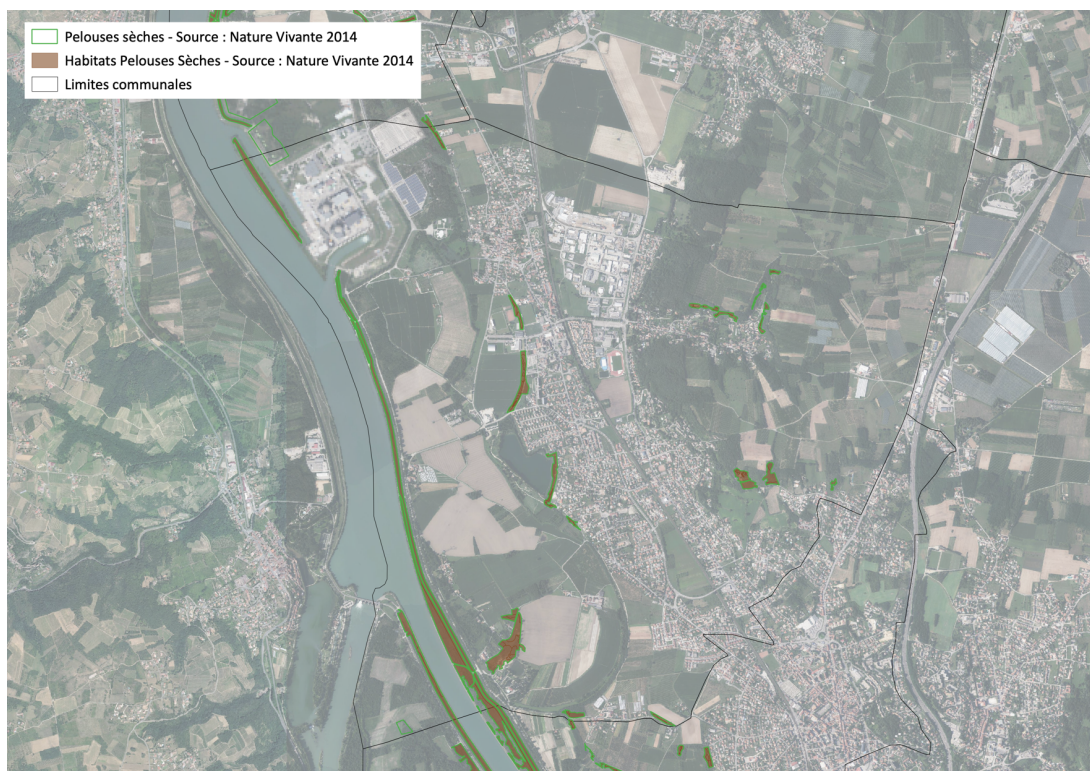 Pelouses sèches - Source : Nature Vivante 2014
Habitats Pelouses Sèches - Source : Nature Vivante 2014
Limites communales